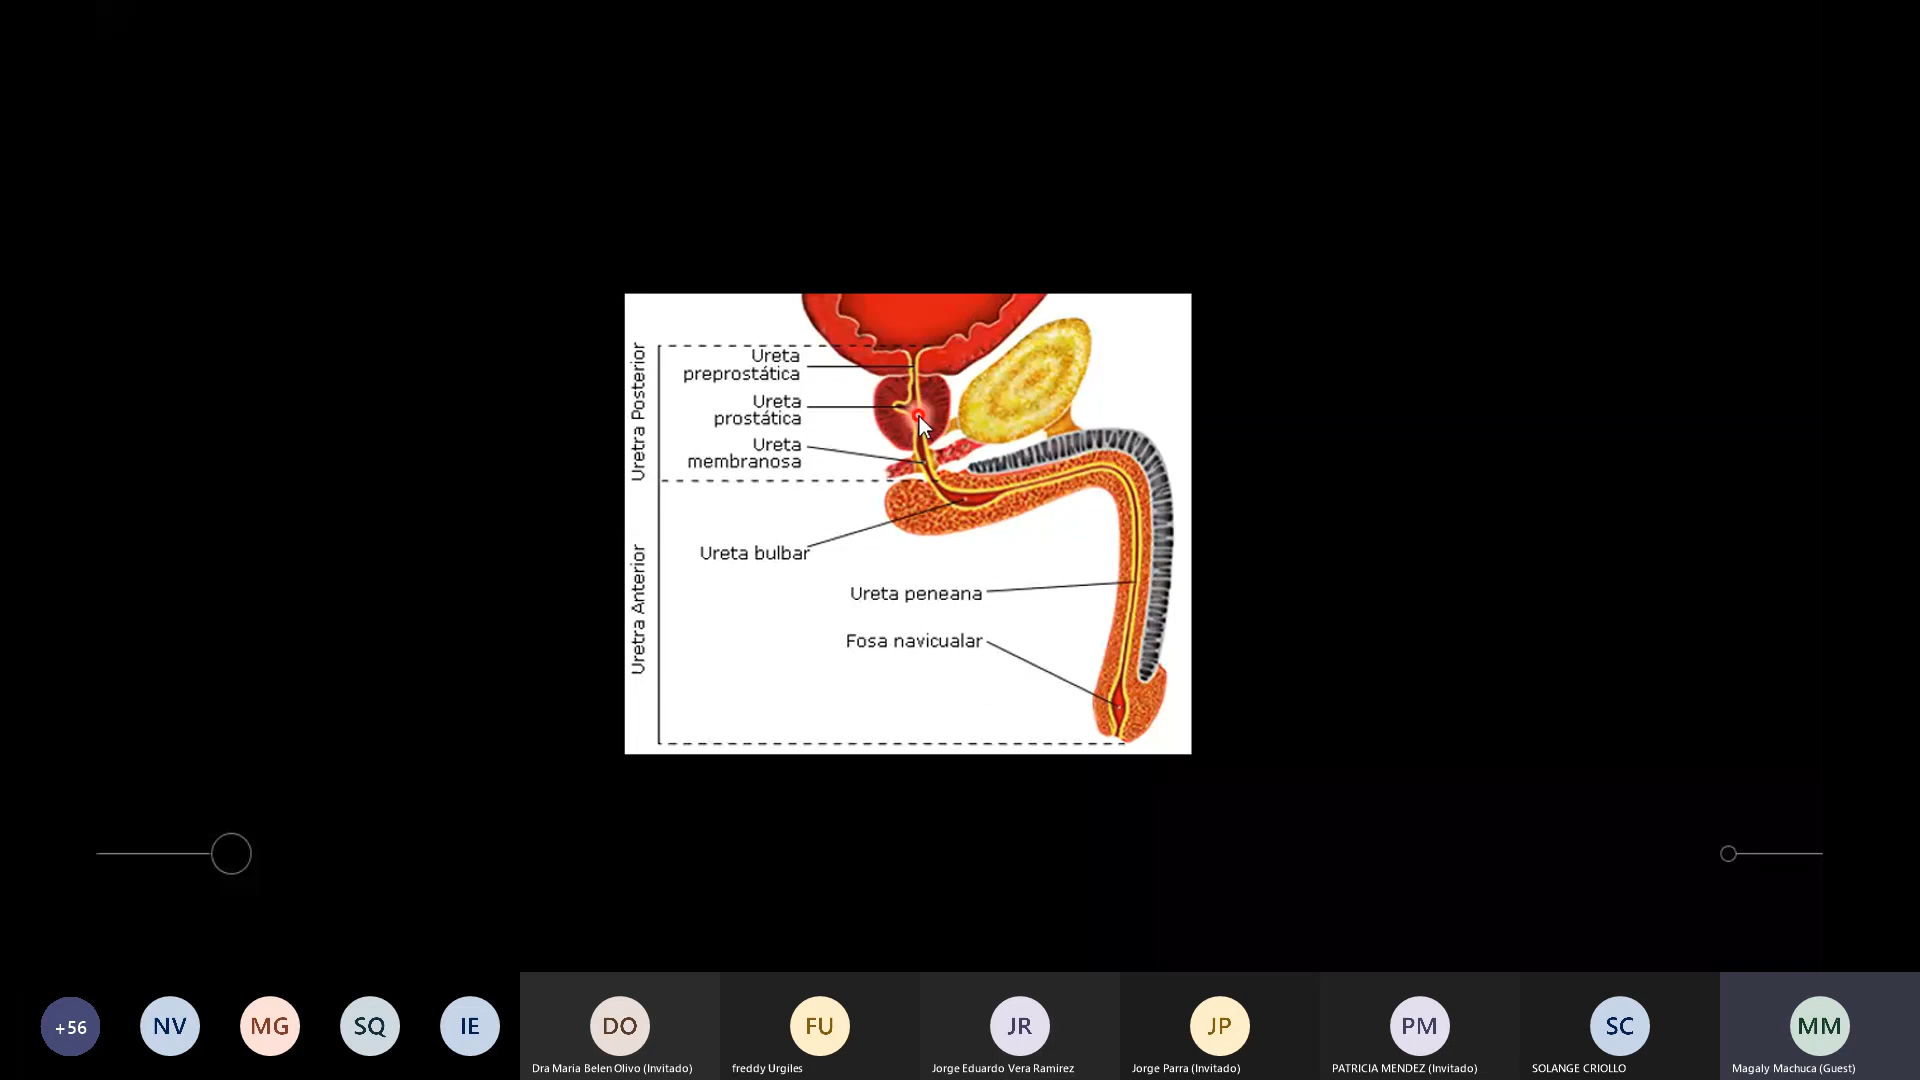 Uretra Posterior
Ureta
preprostática
Ureta
prostática
Ureta
membranosa
Uretra Anterior
Ureta bulbar
Ureta peneana
Fosa navicualar
+56
NV
MG
SQ
IE
DO
FU
JR
JP
PM
SC
MM
Dra Maria Belen Olivo (Invitado)
freddy Urgiles
Jorge Eduardo Vera Ramirez
Jorge Parra (Invitado)
PATRICIA MENDEZ (Invitado)
SOLANGE CRIOLLO
Magaly Machuca (Guest)